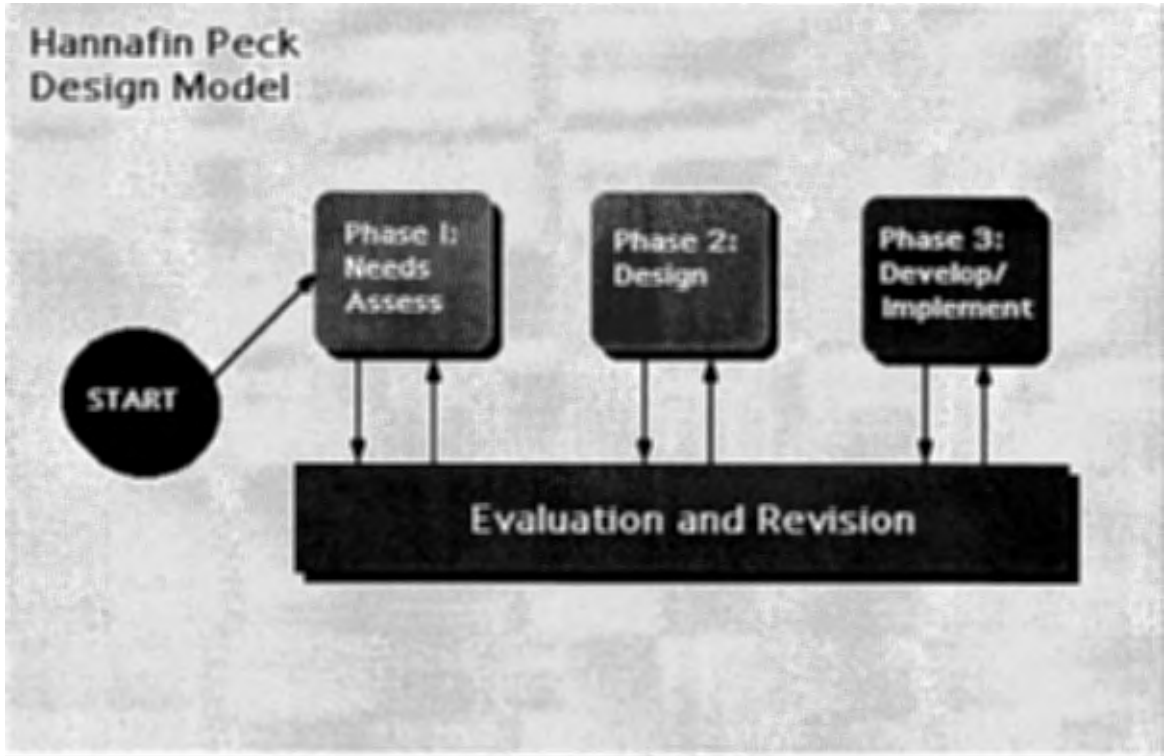 Hannafin Peck
Design Model
Phase 1:
Needs
Assess
Phase 2:
Design
Phase 3:
Develop/
Implement
START
Evaluation and Revision